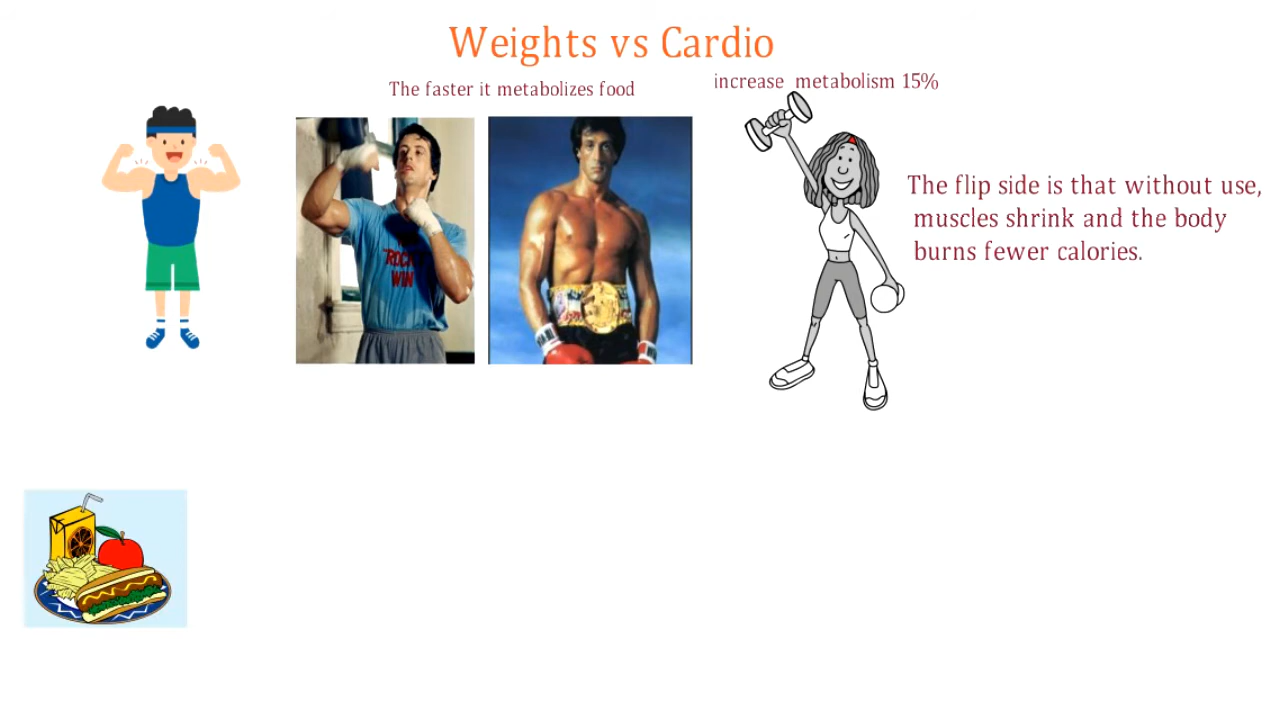 Weights vs Cardio
The faster it metabolizes food
increase metabolism 15%
The flip side is that without use,
muscles shrink and the body
burns fewer calories.
ROCKY
WIN